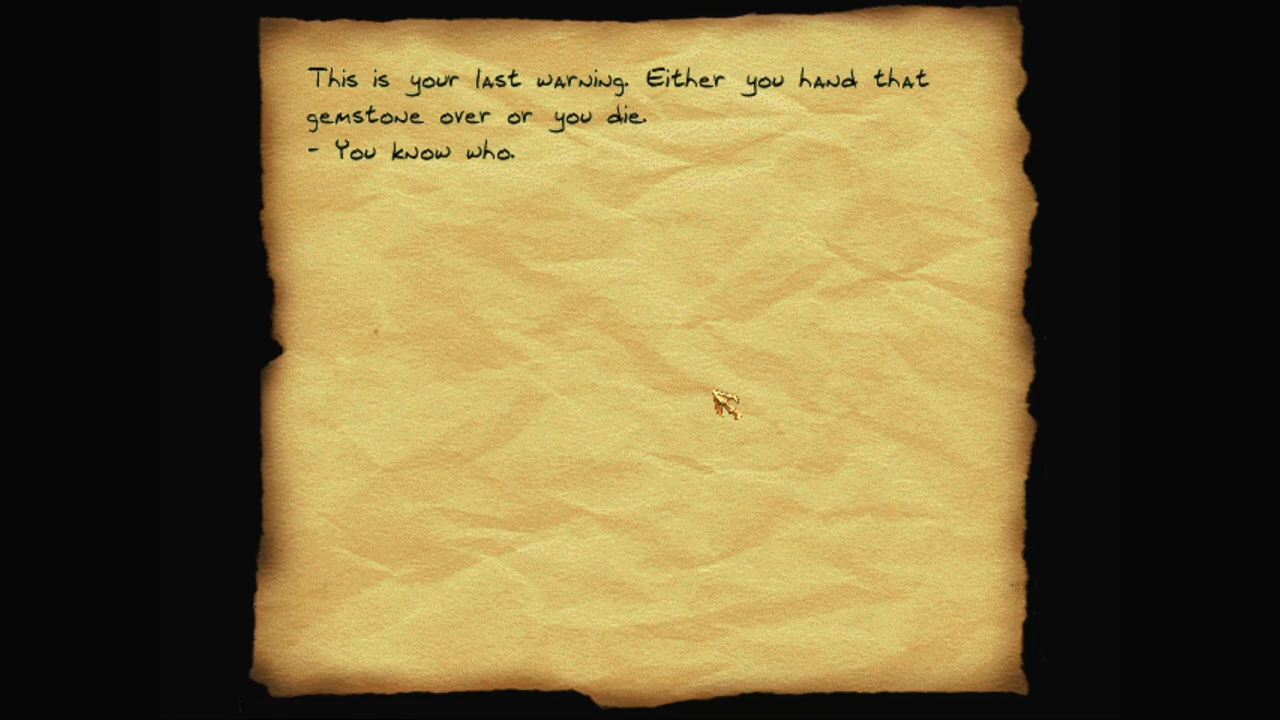 This is your last warning. Either you hand that
gemstone over or you die.
- You know who.